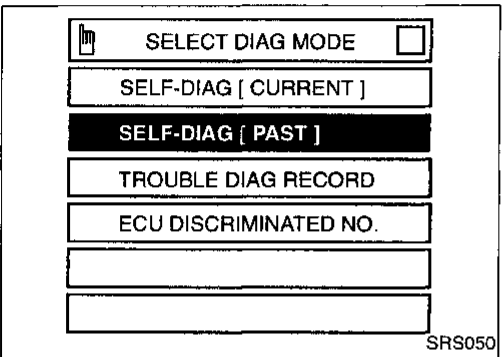 SELECT DIAG MODE
SELF-DIAG [ CURRENT ]
SELF-DIAG [ PAST ]
TROUBLE DIAG RECORD
ECU DISCRIMINATED NO.
SRS050